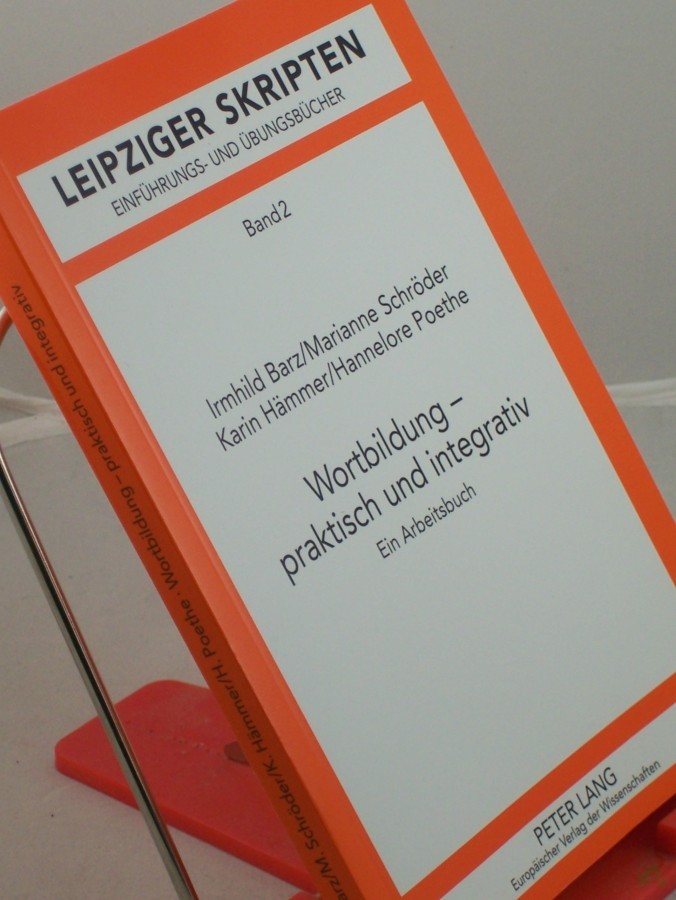 LEIPZIGER SKRIPTEN
EINFÜHRUNGS- UND ÜBUNGSBÜCHER
Band 2
Irmhild Barz/Marianne Schröder
Karin Hämmer/Hannelore Poethe
Wortbildung –
praktisch und integrativ
Ein Arbeitsbuch
PETER LANG
Europäischer Verlag der Wissenschaften
arz/M. Schröder/K. Hämmer/H. Poethe · Wortbildung – praktisch und integrativ